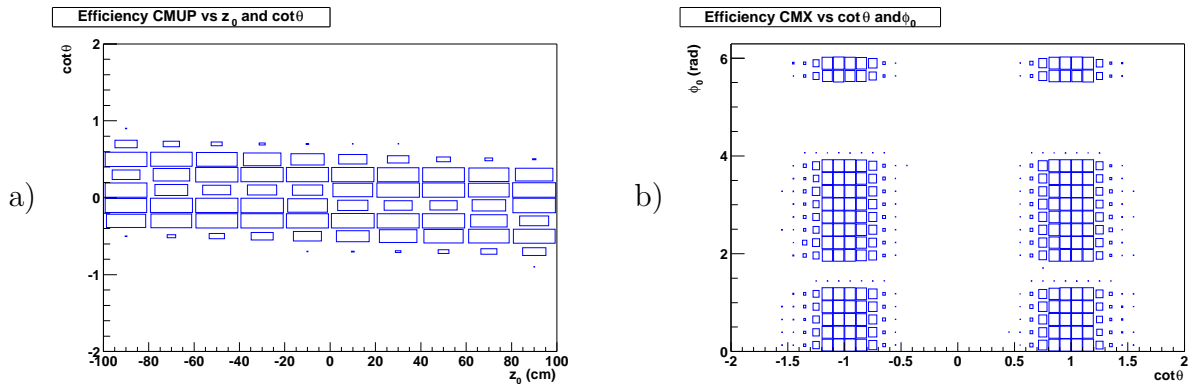 Efficiency CMUP vs z₀ and cotθ
cotθ
2
1
0
-1
-2
-100 -80 -60 -40 -20 0 20 40 60 80 100
z₀ (cm)
a)
Efficiency CMX vs cotθ and ϕ₀
ϕ₀ (rad)
6
4
2
0
-2 -1.5 -1 -0.5 0 0.5 1 1.5 2
cotθ
b)